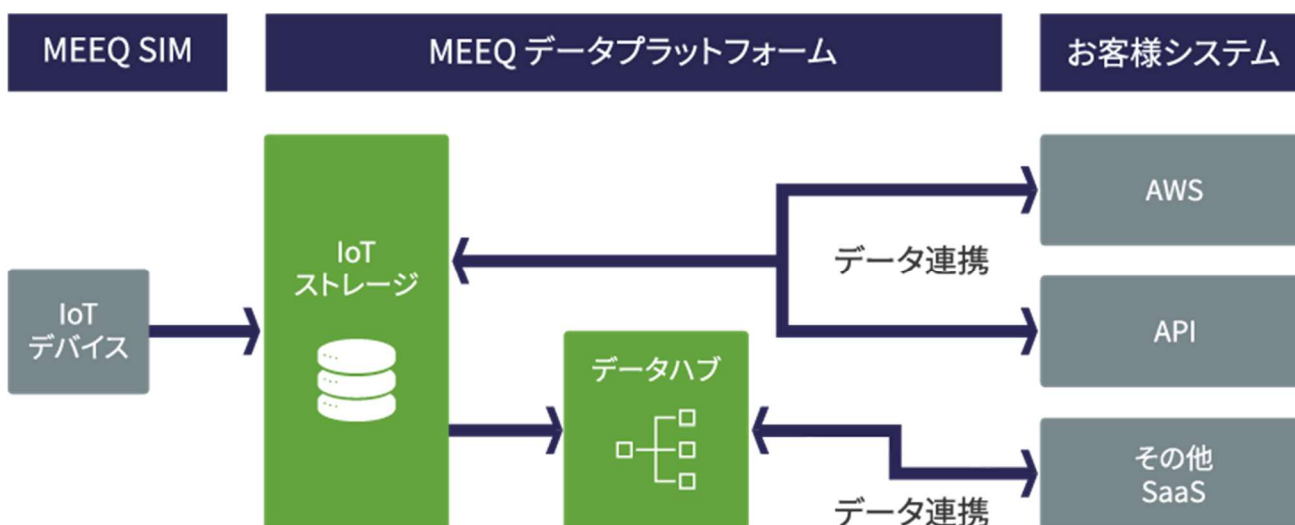 MEEQ SIM
MEEQ データプラットフォーム
お客様システム
IoT
デバイス
IoT
ストレージ
データハブ
データ連携
データ連携
AWS
API
その他
SaaS